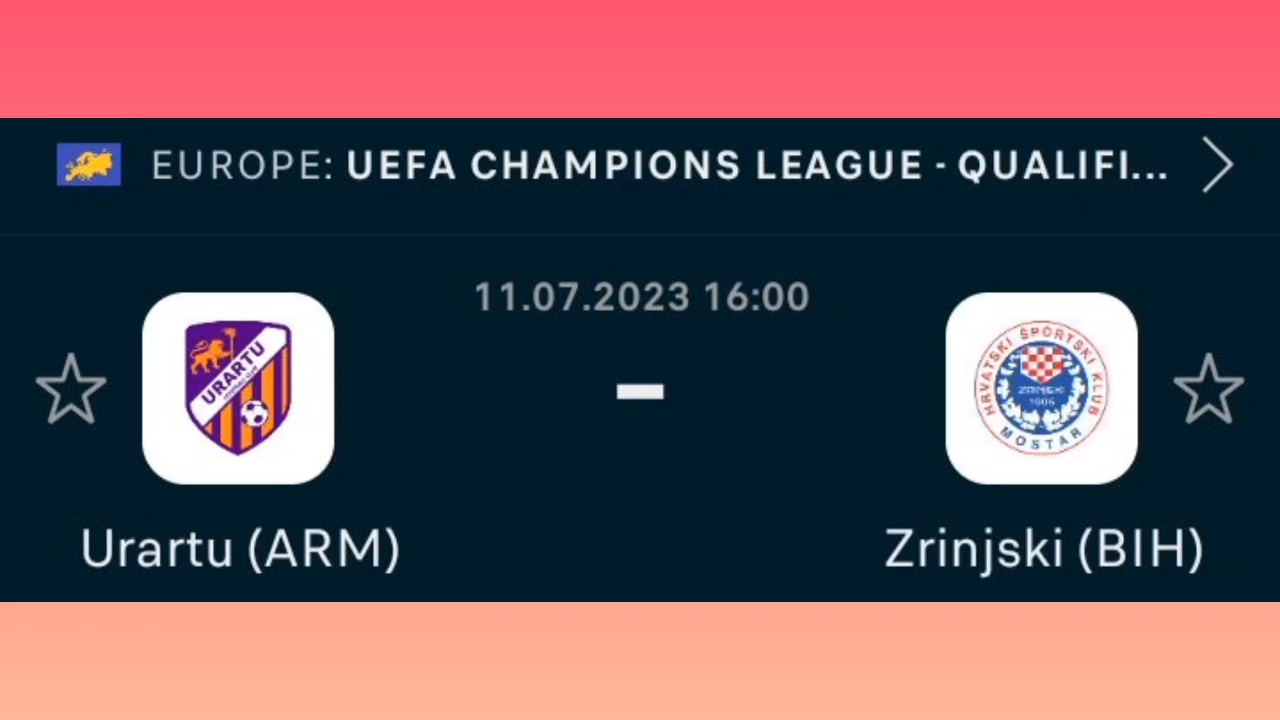 EUROPE: UEFA CHAMPIONS LEAGUE - QUALIFI...
11.07.2023 16:00
URARTU
HRVATSKI ŠPORTSKI KLUB
ZRINJSKI
1905
MOSTAR
-
Urartu (ARM)
Zrinjski (BIH)